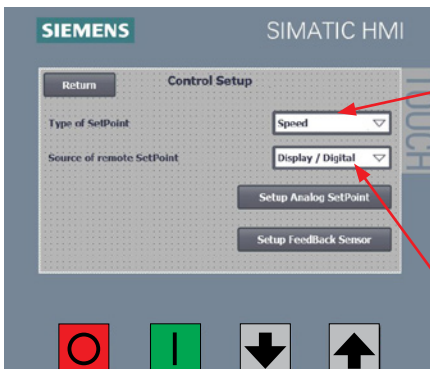 SIEMENS SIMATIC HMI
TOUCH
Return Control Setup
Type of SetPoint Speed
Source of remote SetPoint Display / Digital
Setup Analog SetPoint
Setup FeedBack Sensor